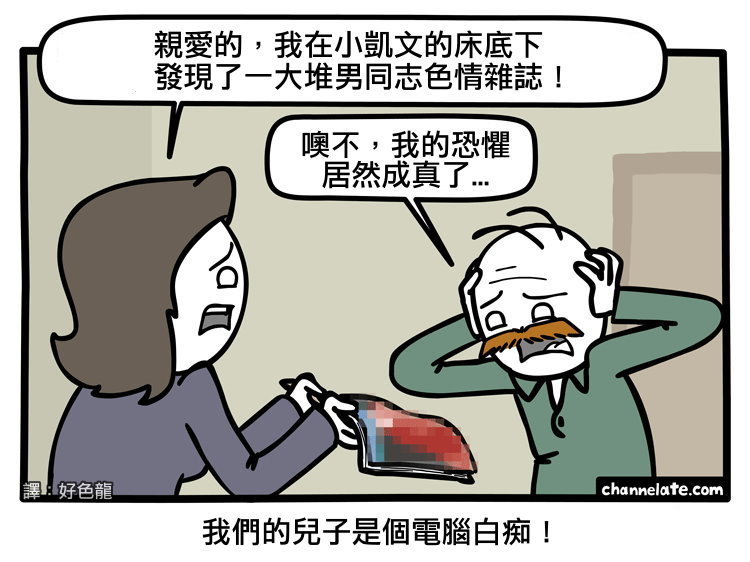 親愛的，我在小凱文的床底下
發現了一大堆男同志色情雜誌！
噢不，我的恐懼
居然成真了...
譯：好色龍
channelate.com
我們的兒子是個電腦白痴！